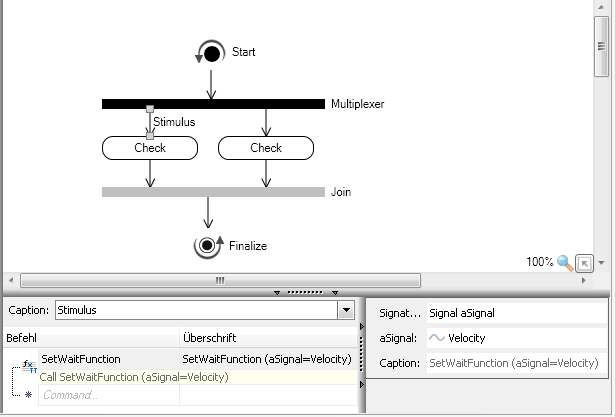 Start
Multiplexer
Stimulus
Check Check
Join
Finalize
100%
Caption: Stimulus
Befehl Überschrift
SetWaitFunction SetWaitFunction (aSignal=Velocity)
Call SetWaitFunction (aSignal=Velocity)
Command...
Signat... Signal aSignal
aSignal: Velocity
Caption: SetWaitFunction (aSignal=Velocity)